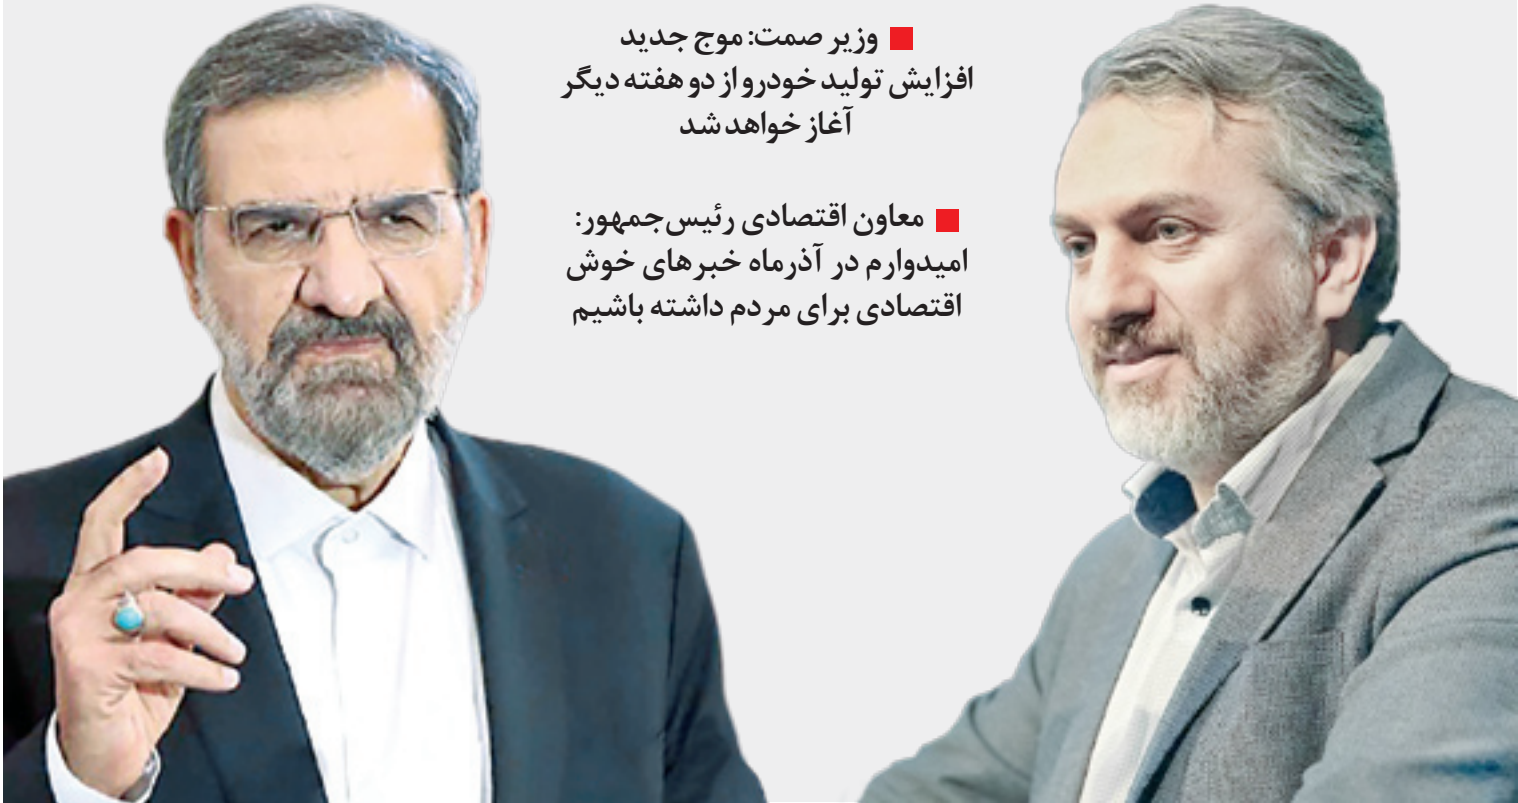 وزیر صمت: موج جدید
افزایش تولید خودرو از دو هفته دیگر
آغاز خواهد شد
معاون اقتصادی رئیس‌جمهور:
امیدوارم در آذرماه خبرهای خوش
اقتصادی برای مردم داشته باشیم